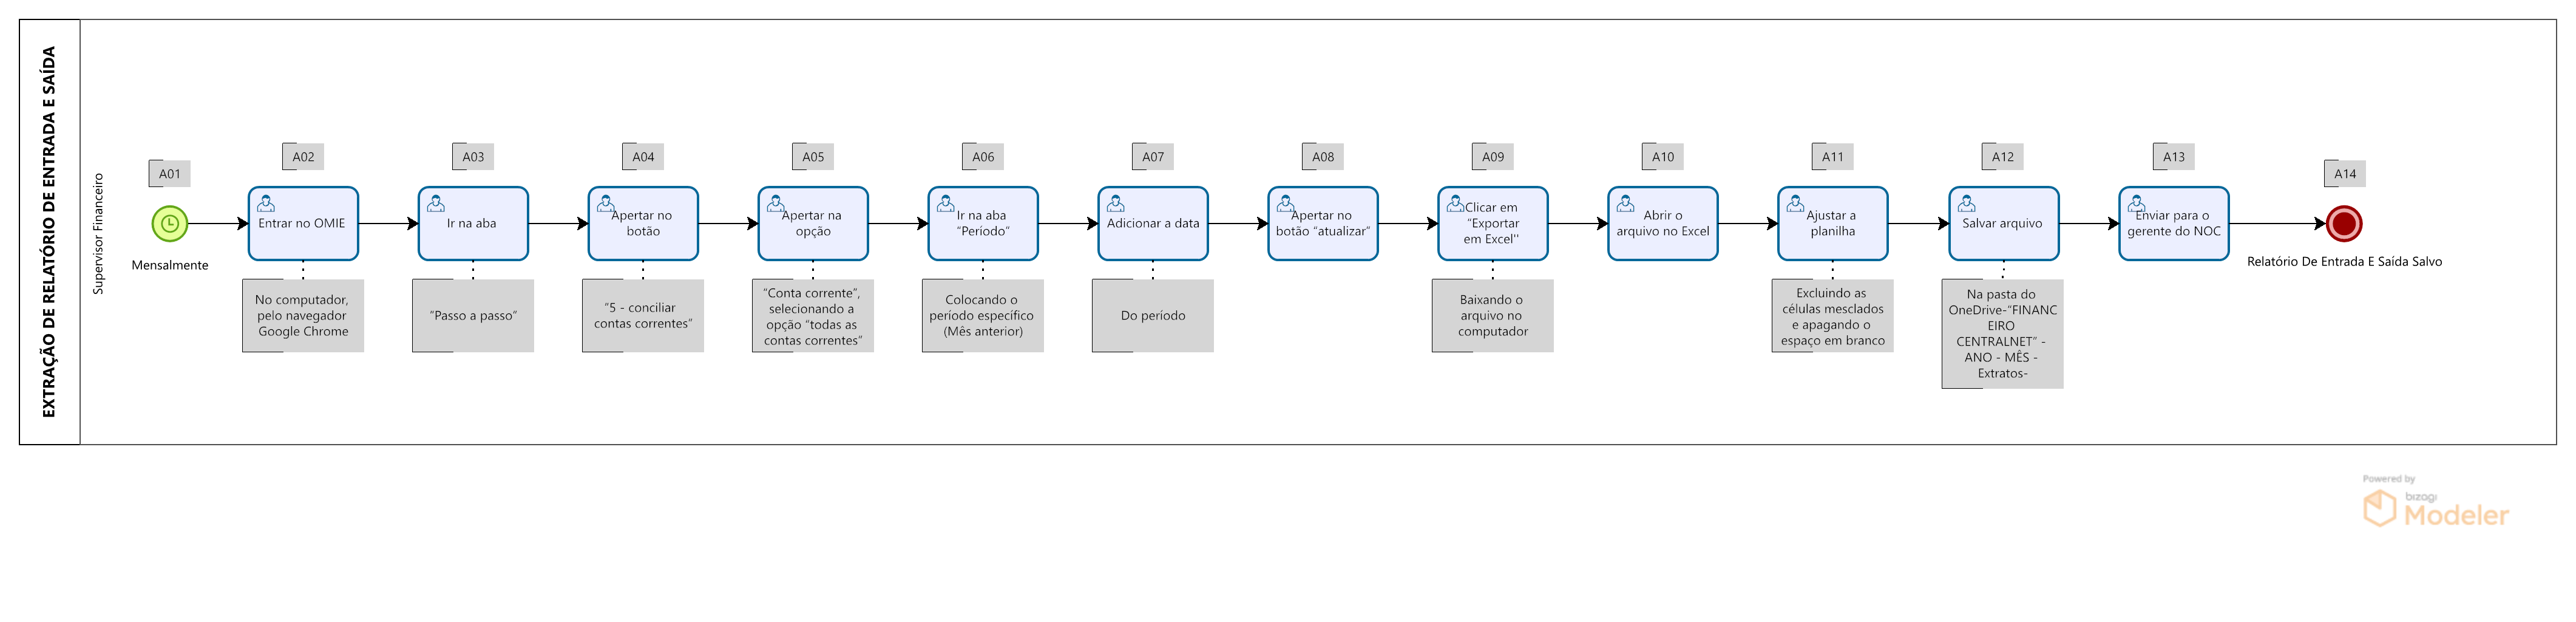 EXTRAÇÃO DE RELATÓRIO DE ENTRADA E SAÍDA
Supervisor Financeiro
A01
Mensalmente
A02
Entrar no OMIE
No computador,
pelo navegador
Google Chrome
A03
Ir na aba
“Passo a passo”
A04
Apertar no
botão
“5 - conciliar
contas correntes”
A05
Apertar na
opção
“Conta corrente”,
selecionando a
opção “todas as
contas correntes”
A06
Ir na aba
“Período”
Colocando o
período específico
(Mês anterior)
A07
Adicionar a data
Do período
A08
Apertar no
botão “atualizar”
A09
Clicar em
“Exportar
em Excel''
Baixando o
arquivo no
computador
A10
Abrir o
arquivo no Excel
A11
Ajustar a
planilha
Excluindo as
células mesclados
e apagando o
espaço em branco
A12
Salvar arquivo
Na pasta do
OneDrive-“FINANC
EIRO
CENTRALNET” -
ANO - MÊS -
Extratos-
A13
Enviar para o
gerente do NOC
A14
Relatório De Entrada E Saída Salvo
Powered by
bizagi
Modeler